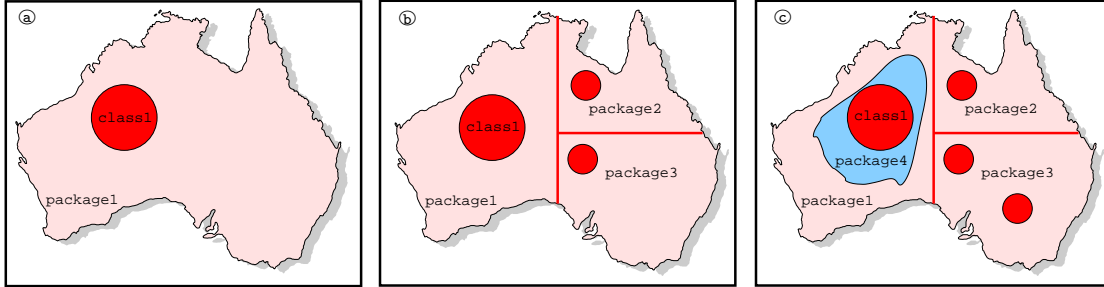 ⓐ
class1
package1
ⓑ
class1
package2
package3
package1
ⓒ
class1
package2
package4
package3
package1